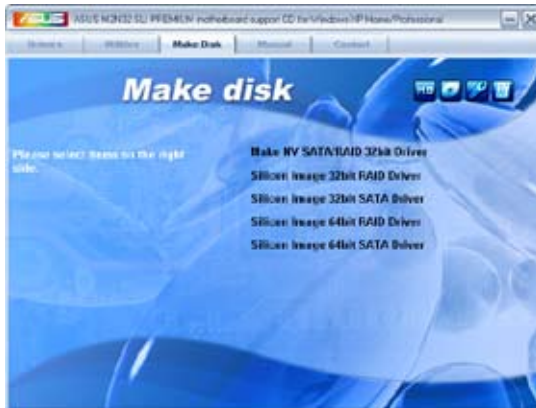 ASUS M2N32 SLI PREMIUM motherboard support CD for Windows XP Home/Professional
Drivers Utilities Make Disk Manual Contact
Make disk
Please select items on the right
side.
Make NV SATA/RAID 32bit Driver
Silicon Image 32bit RAID Driver
Silicon Image 32bit SATA Driver
Silicon Image 64bit RAID Driver
Silicon Image 64bit SATA Driver